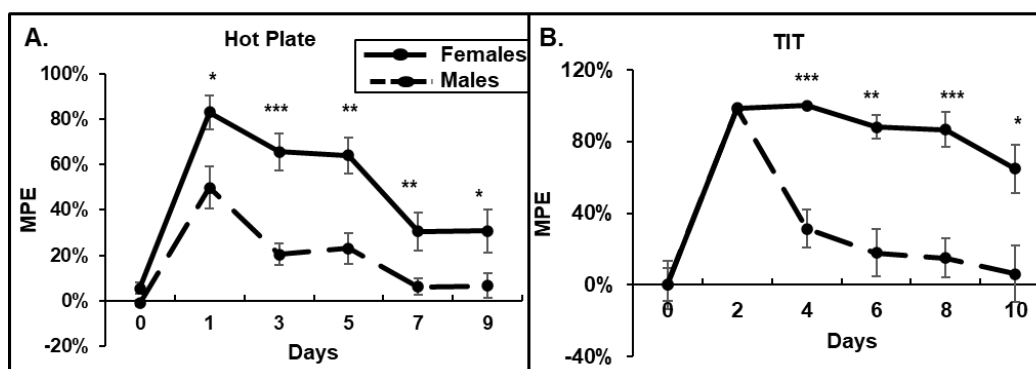 A.
Hot Plate
Females
Males
100%
80%
60%
40%
20%
0%
-20%
MPE
*
***
**
**
*
0 1 3 5 7 9
Days
B.
TIT
120%
80%
40%
0%
-40%
MPE
***
**
***
*
0 2 4 6 8 10
Days